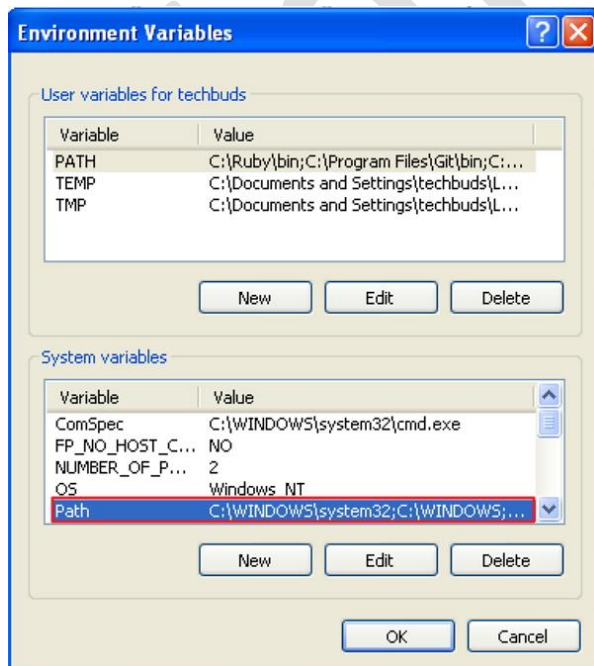 Environment Variables
User variables for techbuds
Variable Value
PATH C:\Ruby\bin;C:\Program Files\Git\bin;C:...
TEMP C:\Documents and Settings\techbuds\L...
TMP C:\Documents and Settings\techbuds\L...
New Edit Delete
System variables
Variable Value
ComSpec C:\WINDOWS\system32\cmd.exe
FP_NO_HOST_C... NO
NUMBER_OF_P... 2
OS Windows_NT
Path C:\WINDOWS\system32;C:\WINDOWS;...
New Edit Delete
OK Cancel